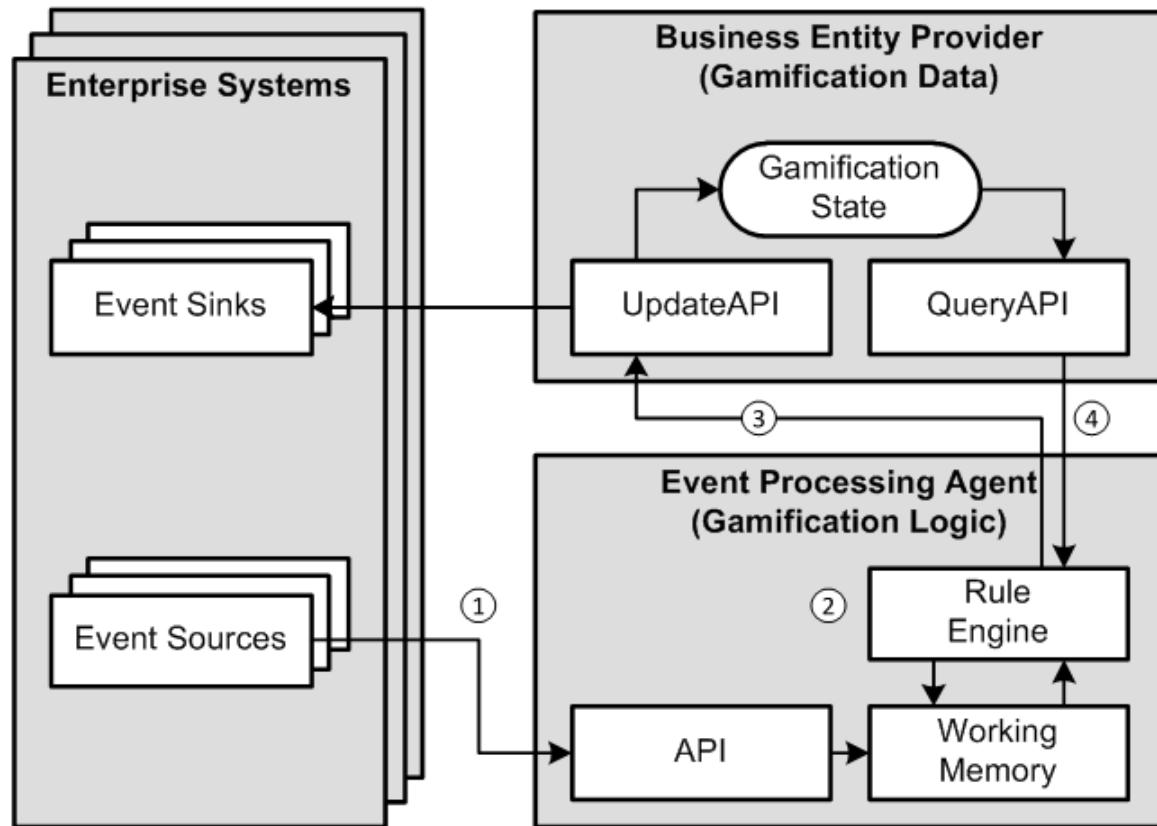 Enterprise Systems
Event Sinks
Event Sources
Business Entity Provider
(Gamification Data)
Gamification
State
UpdateAPI
QueryAPI
③
④
①
Event Processing Agent
(Gamification Logic)
②
Rule
Engine
API
Working
Memory